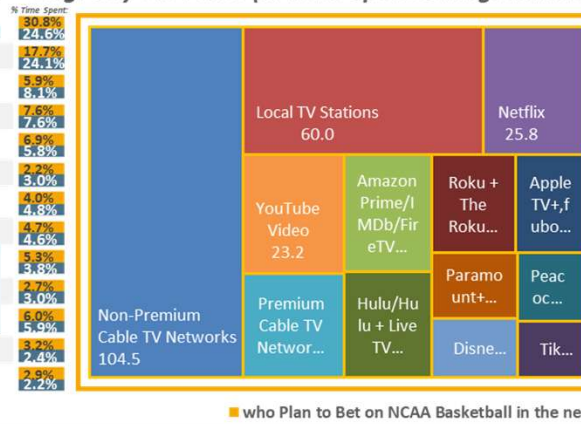 % Time Spent:
30.8%
24.6%
17.7%
24.1%
5.9%
8.1%
7.6%
7.6%
6.9%
5.8%
2.2%
3.0%
4.0%
4.8%
4.7%
4.6%
5.3%
3.8%
2.7%
3.0%
6.0%
5.9%
3.2%
2.4%
2.9%
2.2%
Non-Premium
Cable TV Networks
104.5
Local TV Stations
60.0
Netflix
25.8
YouTube
Video
23.2
Amazon
Prime/I
MDb/Fir
eTV...
Roku +
The
Roku...
Apple
TV+,f
ubo...
Premium
Cable TV
Networ...
Hulu/Hu
lu + Live
TV...
Paramo
unt+...
Peac
oc...
Disne...
Tik...
who Plan to Bet on NCAA Basketball in the ne